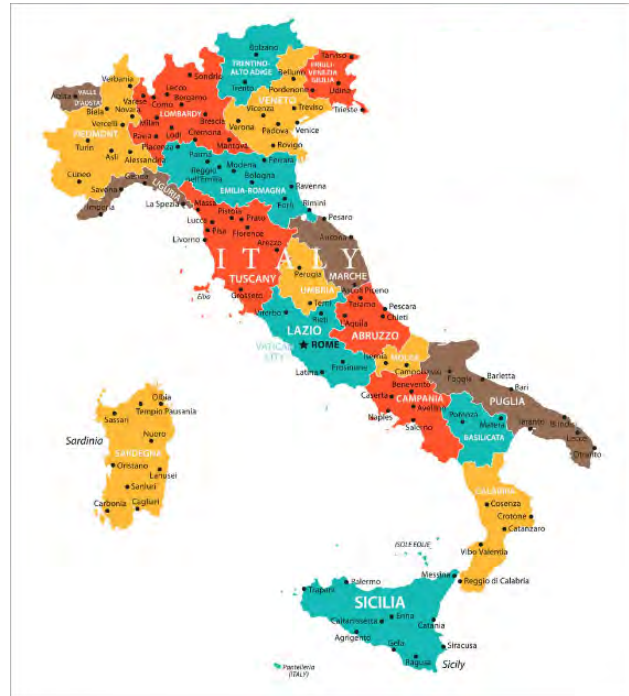 Bolzano
TRENTINO-
ALTO ADIGE
Trento
Tarviso
FRIULI-
VENEZIA
GIULIA
Belluno
Pordenone
Udina
Trieste
Sondrio
Verbania
VALLE
D'AOSTA
Aosta
Biela
Varese
Lecco
Como
Bergamo
Novara
LOMBARDY
Milan
Brescia
VENETO
Vicenza
Treviso
Verona
Padova
Venice
Vercelli
Pavia
Lodi
Cremona
Mantova
Rovigo
PIEDMONT
Turin
Asti
Alessandria
Piacenza
Parma
Reggio
nell'Emilia
Modena
Ferrara
Bologna
EMILIA-ROMAGNA
Ravenna
Forlì
Rimini
Cuneo
Savona
Genoa
LIGURIA
Imperia
La Spezia
Massa
Pistoia
Lucca
Prato
Pisa
Florence
Livorno
Arezzo
Pesaro
Ancona
ITALY
TUSCANY
Perugia
MARCHE
UMBRIA
Ascoli Piceno
Elba
Grosseto
Terni
Teramo
Viterbo
Rieti
Pescara
L'Aquila
Chieti
LAZIO
ABRUZZO
VATICAN
CITY
ROME
Latina
Frosinone
Isernia
MOLISE
Campobasso
Foggia
Barletta
Bari
PUGLIA
Benevento
Caserta
CAMPANIA
Avellino
Naples
Salerno
Potenza
Matera
BASILICATA
Taranto
Brindisi
Lecce
Otranto
Olbia
Tempio Pausania
Sassari
Sardinia
Nuoro
SARDEGNA
Oristano
Lanusei
Sanluri
Carbonia
Cagliari
CALABRIA
Cosenza
Crotone
Catanzaro
Vibo Valemia
ISOLE EOLIE
Messina
Reggio di Calabria
Palermo
Trapani
SICILIA
Enna
Caltanissetta
Catania
Agrigento
Gela
Siracusa
Ragusa
Sicily
Pantelleria
(ITALY)